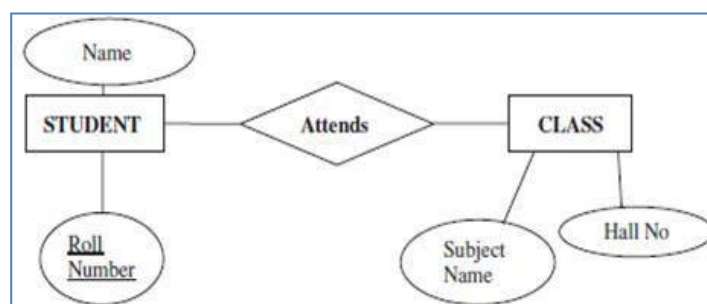 Name
STUDENT
Attends
CLASS
Roll
Number
Subject
Name
Hall No